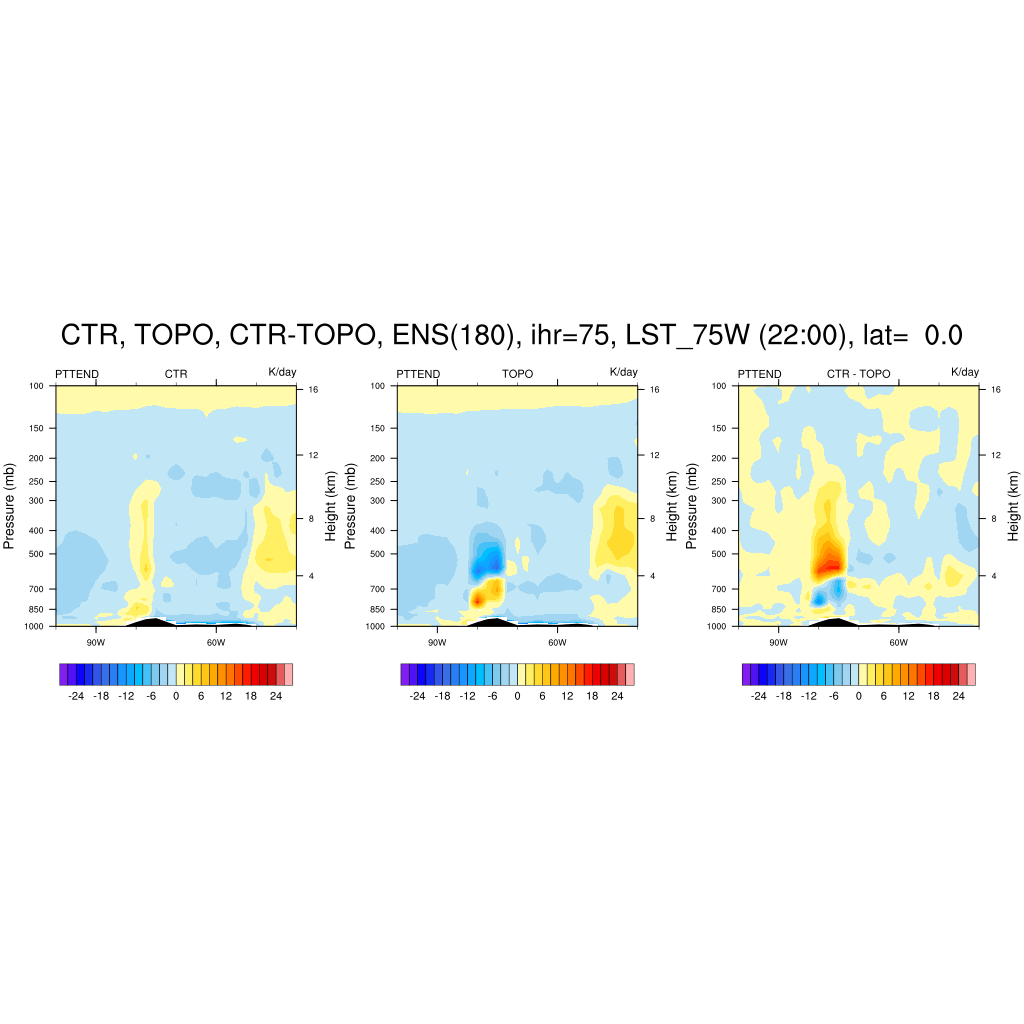 CTR, TOPO, CTR-TOPO, ENS(180), ihr=75, LST_75W (22:00), lat=  0.0
PTTEND CTR K/day
100
150
200
250
300
400
500
700
850
1000
Pressure (mb)
16
12
8
4
Height (km)
90W 60W
-24 -18 -12 -6 0 6 12 18 24
PTTEND TOPO K/day
100
150
200
250
300
400
500
700
850
1000
Pressure (mb)
16
12
8
4
Height (km)
90W 60W
-24 -18 -12 -6 0 6 12 18 24
PTTEND CTR - TOPO K/day
100
150
200
250
300
400
500
700
850
1000
Pressure (mb)
16
12
8
4
Height (km)
90W 60W
-24 -18 -12 -6 0 6 12 18 24